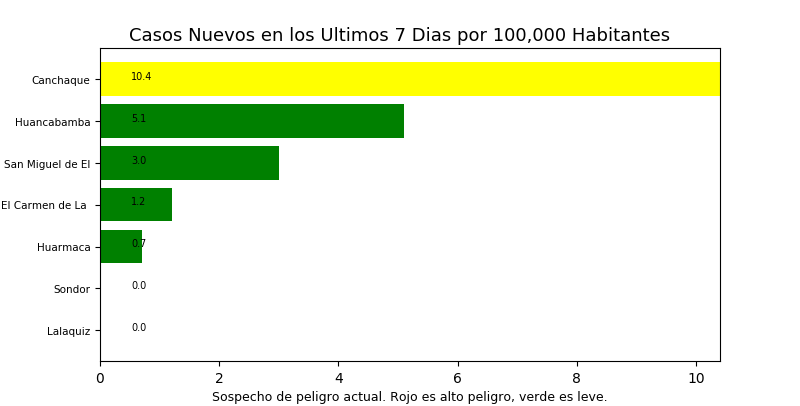 Casos Nuevos en los Ultimos 7 Dias por 100,000 Habitantes
Canchaque 10.4
Huancabamba 5.1
San Miguel de El 3.0
El Carmen de La 1.2
Huarmaca 0.7
Sondor 0.0
Lalaquiz 0.0
0 2 4 6 8 10
Sospecho de peligro actual. Rojo es alto peligro, verde es leve.